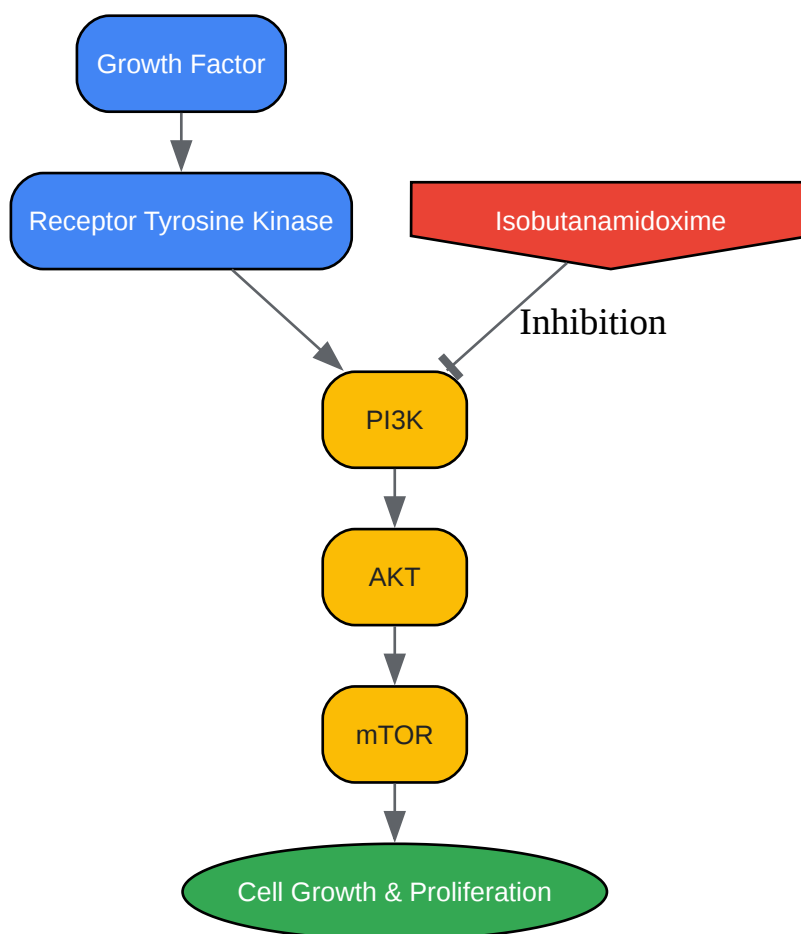 Growth Factor
Receptor Tyrosine Kinase
Isobutanamidoxime
Inhibition
PI3K
AKT
mTOR
Cell Growth & Proliferation